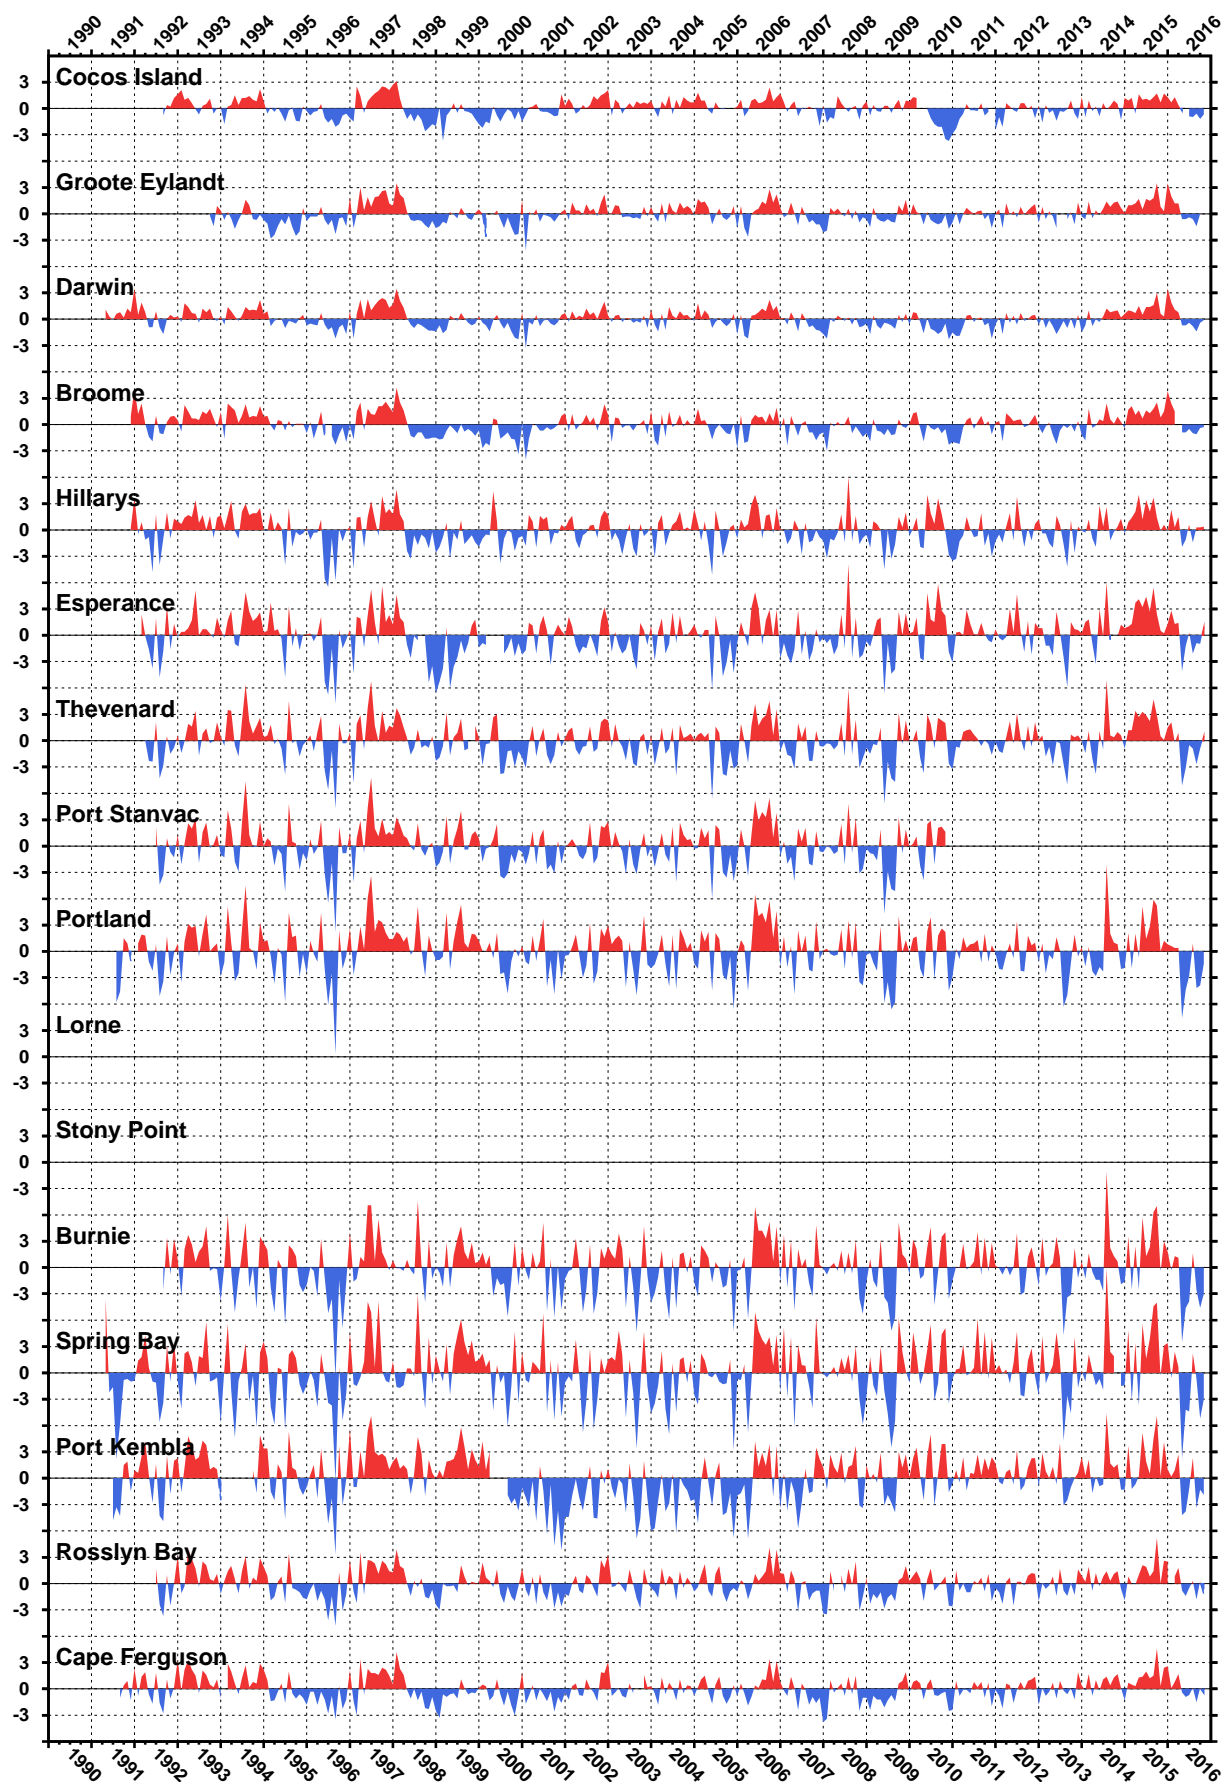 1990 1991 1992 1993 1994 1995 1996 1997 1998 1999 2000 2001 2002 2003 2004 2005 2006 2007 2008 2009 2010 2011 2012 2013 2014 2015 2016
Cocos Island
3
0
-3
Groote Eylandt
3
0
-3
Darwin
3
0
-3
Broome
3
0
-3
Hillarys
3
0
-3
Esperance
3
0
-3
Thevenard
3
0
-3
Port Stanvac
3
0
-3
Portland
3
0
-3
Lorne
3
0
-3
Stony Point
3
0
-3
Burnie
3
0
-3
Spring Bay
3
0
-3
Port Kembla
3
0
-3
Rosslyn Bay
3
0
-3
Cape Ferguson
3
0
-3
1990 1991 1992 1993 1994 1995 1996 1997 1998 1999 2000 2001 2002 2003 2004 2005 2006 2007 2008 2009 2010 2011 2012 2013 2014 2015 2016